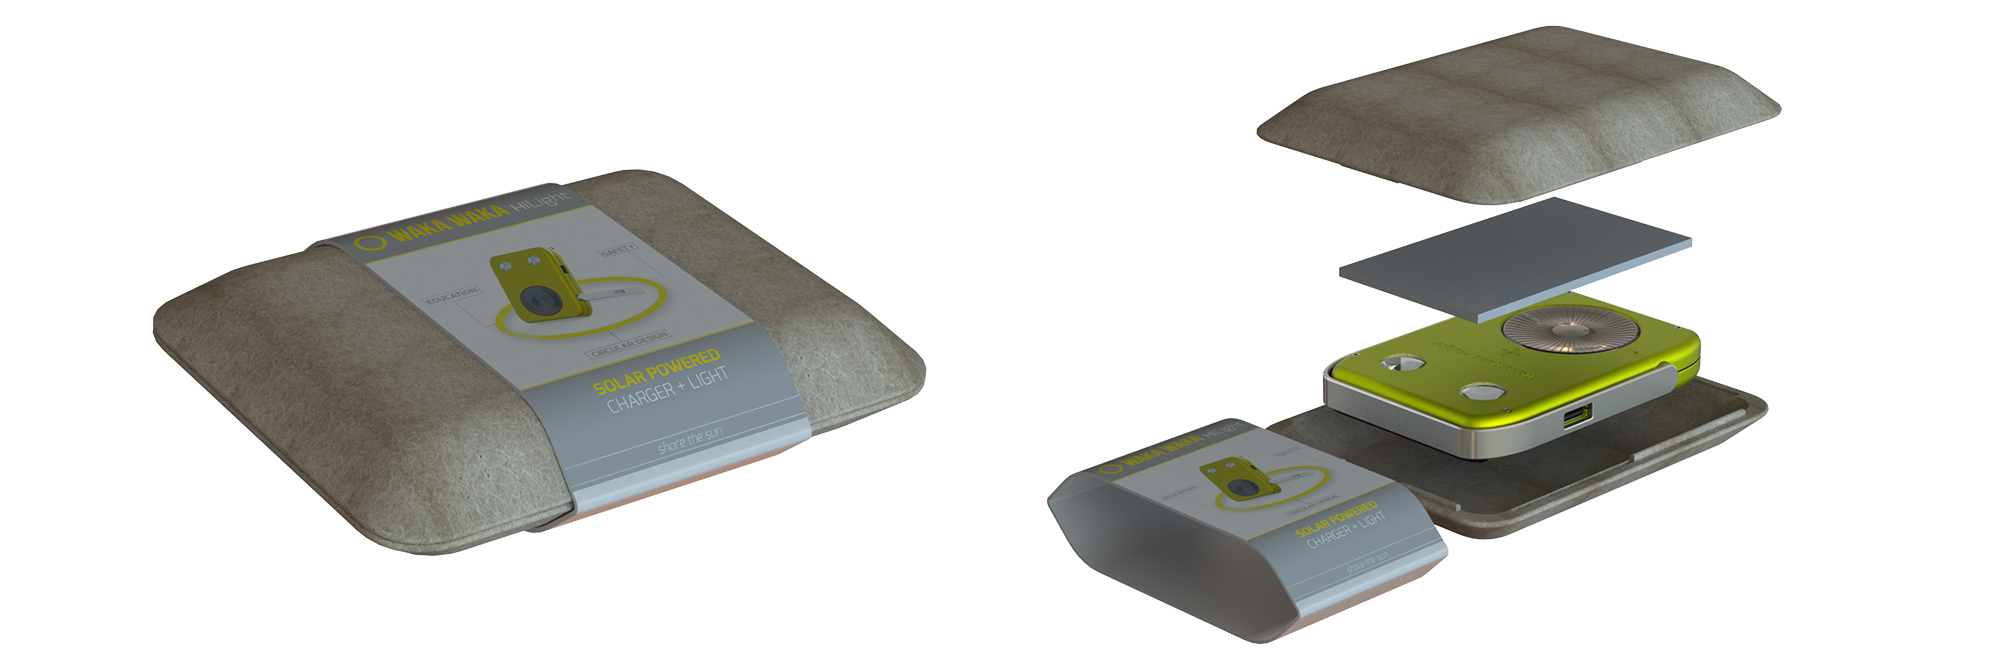 WAKA WAKA HiLight
SAFETY
EDUCATION
CIRCULAR DESIGN
SOLAR POWERED
CHARGER + LIGHT
share the sun
WAKA WAKA HiLight
SAFETY
EDUCATION
CIRCULAR DESIGN
SOLAR POWERED
CHARGER + LIGHT
share the sun